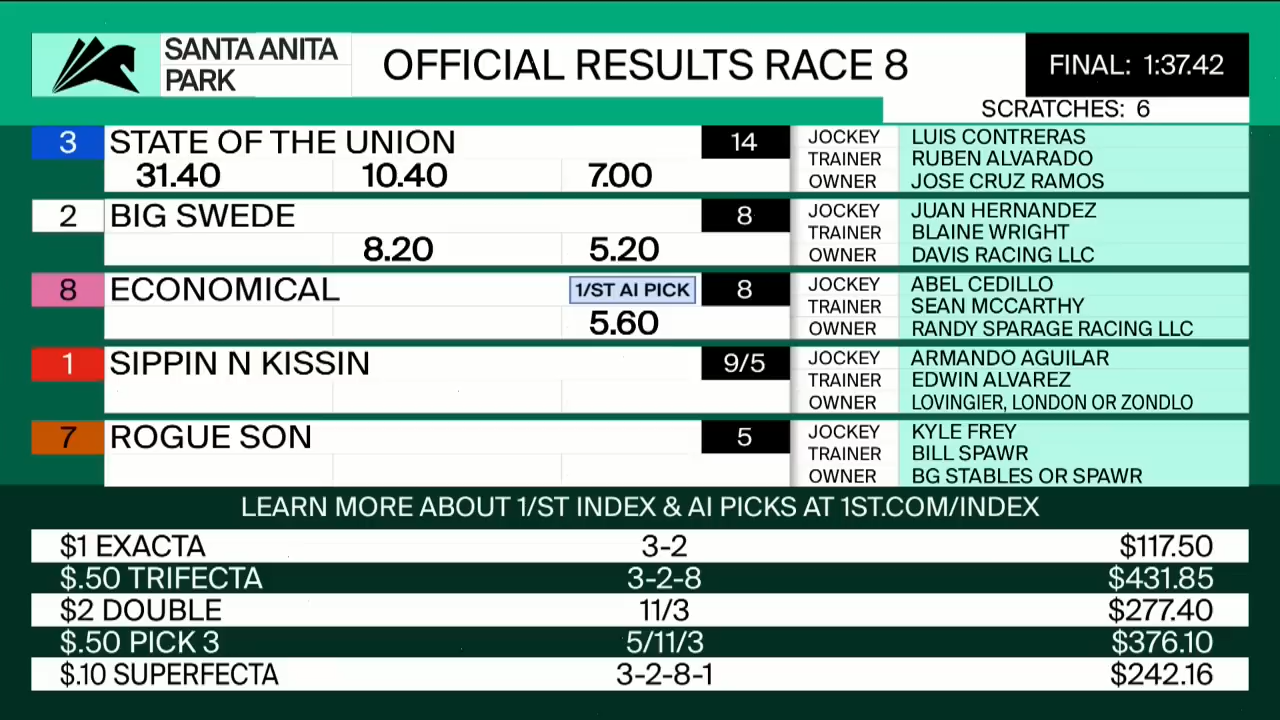 SANTA ANITA
PARK
OFFICIAL RESULTS RACE 8
FINAL: 1:37.42
SCRATCHES: 6
3 STATE OF THE UNION 14
31.40 10.40 7.00
JOCKEY LUIS CONTRERAS
TRAINER RUBEN ALVARADO
OWNER JOSE CRUZ RAMOS
2 BIG SWEDE 8
8.20 5.20
JOCKEY JUAN HERNANDEZ
TRAINER BLAINE WRIGHT
OWNER DAVIS RACING LLC
8 ECONOMICAL 1/ST AI PICK 8
5.60
JOCKEY ABEL CEDILLO
TRAINER SEAN MCCARTHY
OWNER RANDY SPARAGE RACING LLC
1 SIPPIN N KISSIN 9/5
JOCKEY ARMANDO AGUILAR
TRAINER EDWIN ALVAREZ
OWNER LOVINGIER, LONDON OR ZONDLO
7 ROGUE SON 5
JOCKEY KYLE FREY
TRAINER BILL SPAWR
OWNER BG STABLES OR SPAWR
LEARN MORE ABOUT 1/ST INDEX & AI PICKS AT 1ST.COM/INDEX
$1 EXACTA 3-2 $117.50
$.50 TRIFECTA 3-2-8 $431.85
$2 DOUBLE 11/3 $277.40
$.50 PICK 3 5/11/3 $376.10
$.10 SUPERFECTA 3-2-8-1 $242.16